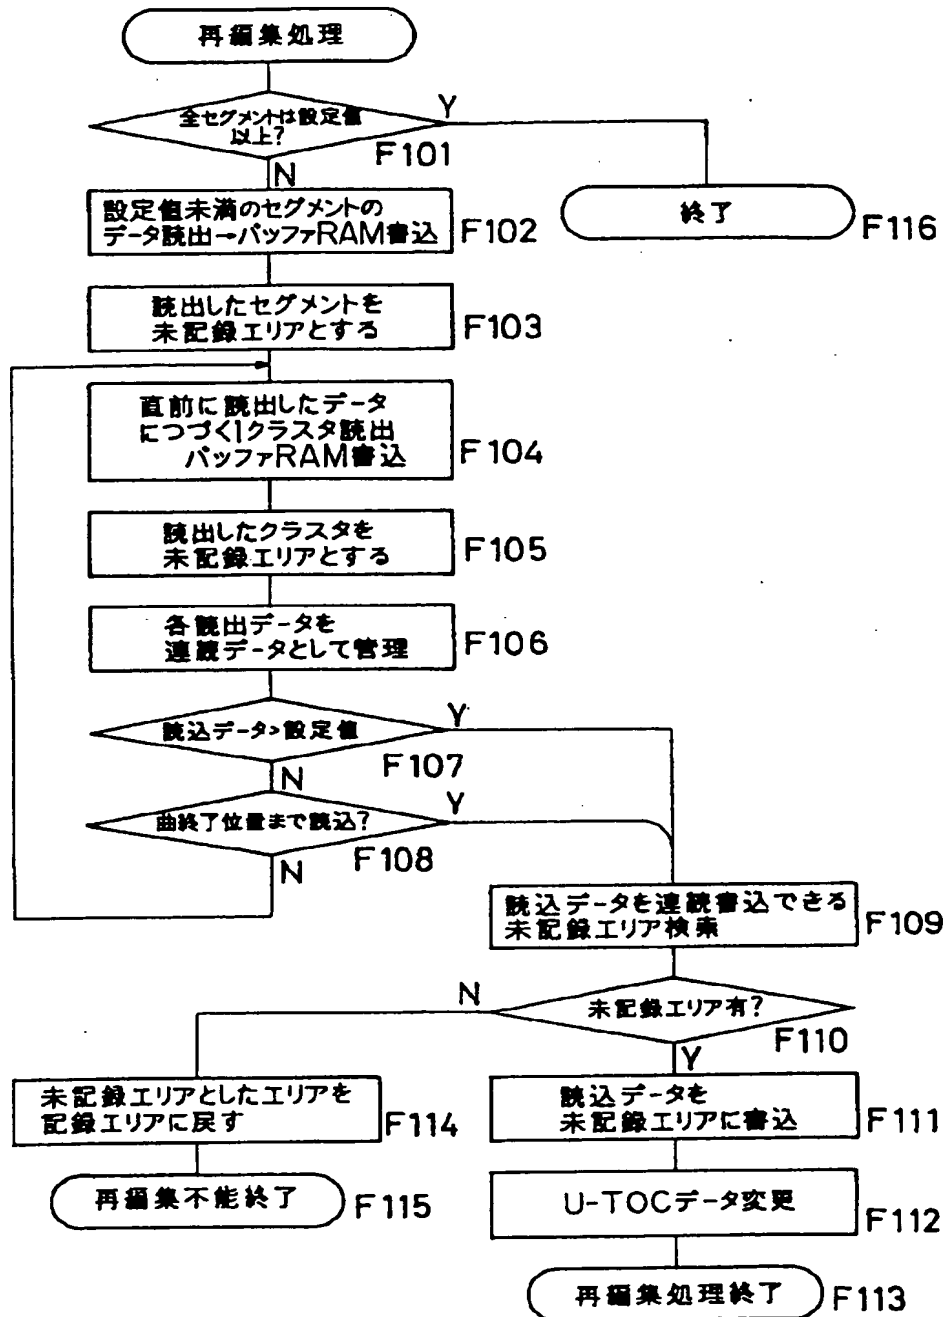 再編集処理
全セグメントは設定値
以上?
Y
F101
N
設定値未満のセグメントの
データ読出→バッファRAM書込
F102
終了
F116
読出したセグメントを
未記録エリアとする
F103
直前に読出したデータ
につづく1クラスタ読出
バッファRAM書込
F104
読出したクラスタを
未記録エリアとする
F105
各読出データを
連続データとして管理
F106
読込データ>設定値
Y
F107
N
曲終了位置まで読込?
Y
F108
N
読込データを連続書込できる
未記録エリア検索
F109
未記録エリア有?
N
F110
Y
未記録エリアとしたエリアを
記録エリアに戻す
F114
読込データを
未記録エリアに書込
F111
再編集不能終了
F115
U-TOCデータ変更
F112
再編集処理終了
F113